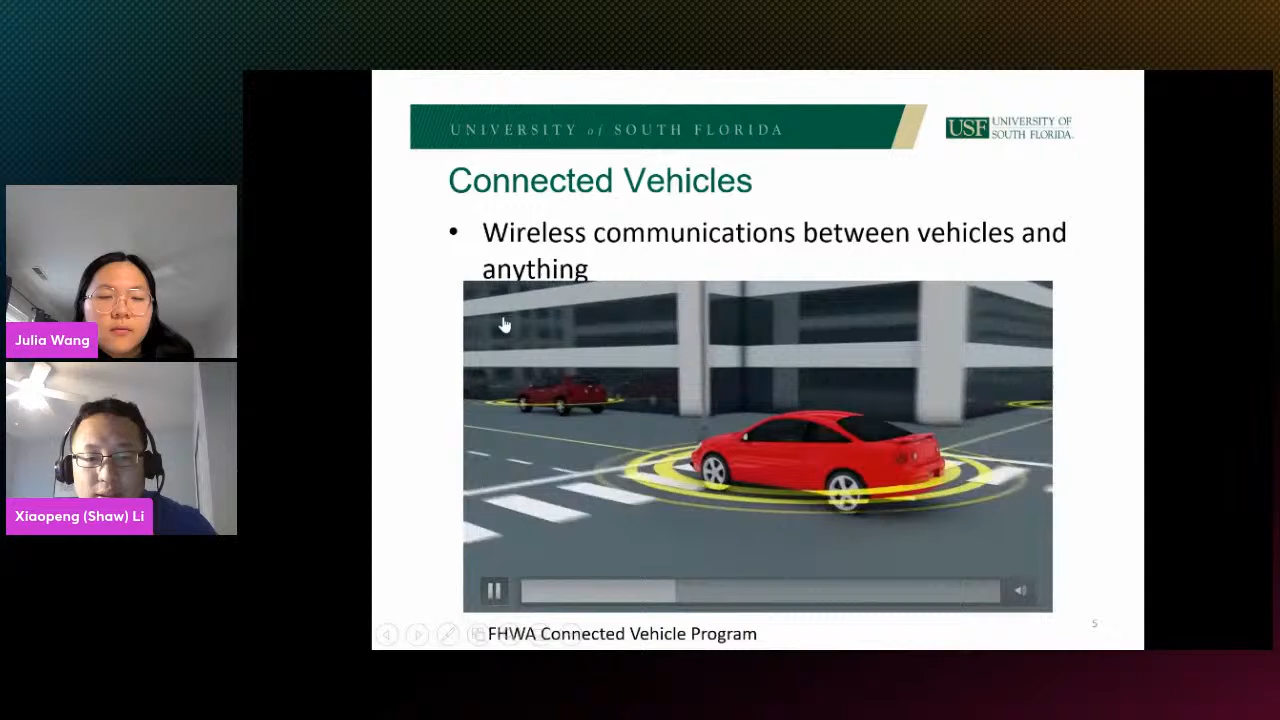 UNIVERSITY of SOUTH FLORIDA
USF UNIVERSITY OF
SOUTH FLORIDA.
Connected Vehicles
• Wireless communications between vehicles and
anything
Julia Wang
Xiaopeng (Shaw) Li
FHWA Connected Vehicle Program
5